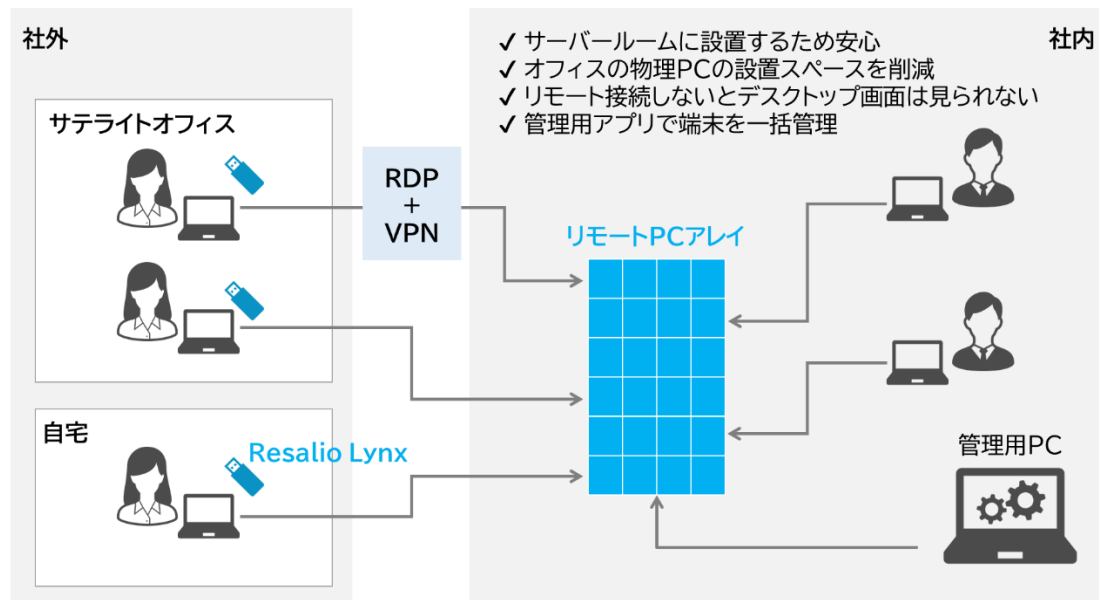 社外
サテライトオフィス
RDP
+
VPN
自宅
Resalio Lynx
社内
✓ サーバールームに設置するため安心
✓ オフィスの物理PCの設置スペースを削減
✓ リモート接続しないとデスクトップ画面は見られない
✓ 管理用アプリで端末を一括管理
リモートPCアレイ
管理用PC